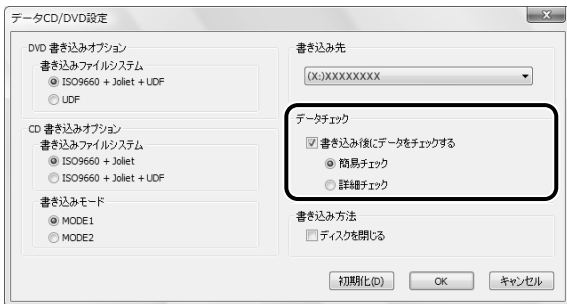 データCD/DVD設定
DVD 書き込みオプション
書き込みファイルシステム
ISO9660 + Joliet + UDF
UDF
CD 書き込みオプション
書き込みファイルシステム
ISO9660 + Joliet
ISO9660 + Joliet + UDF
書き込みモード
MODE1
MODE2
書き込み先
(X:)XXXXXXXX
データチェック
書き込み後にデータをチェックする
簡易チェック
詳細チェック
書き込み方法
ディスクを閉じる
初期化(D)
OK
キャンセル